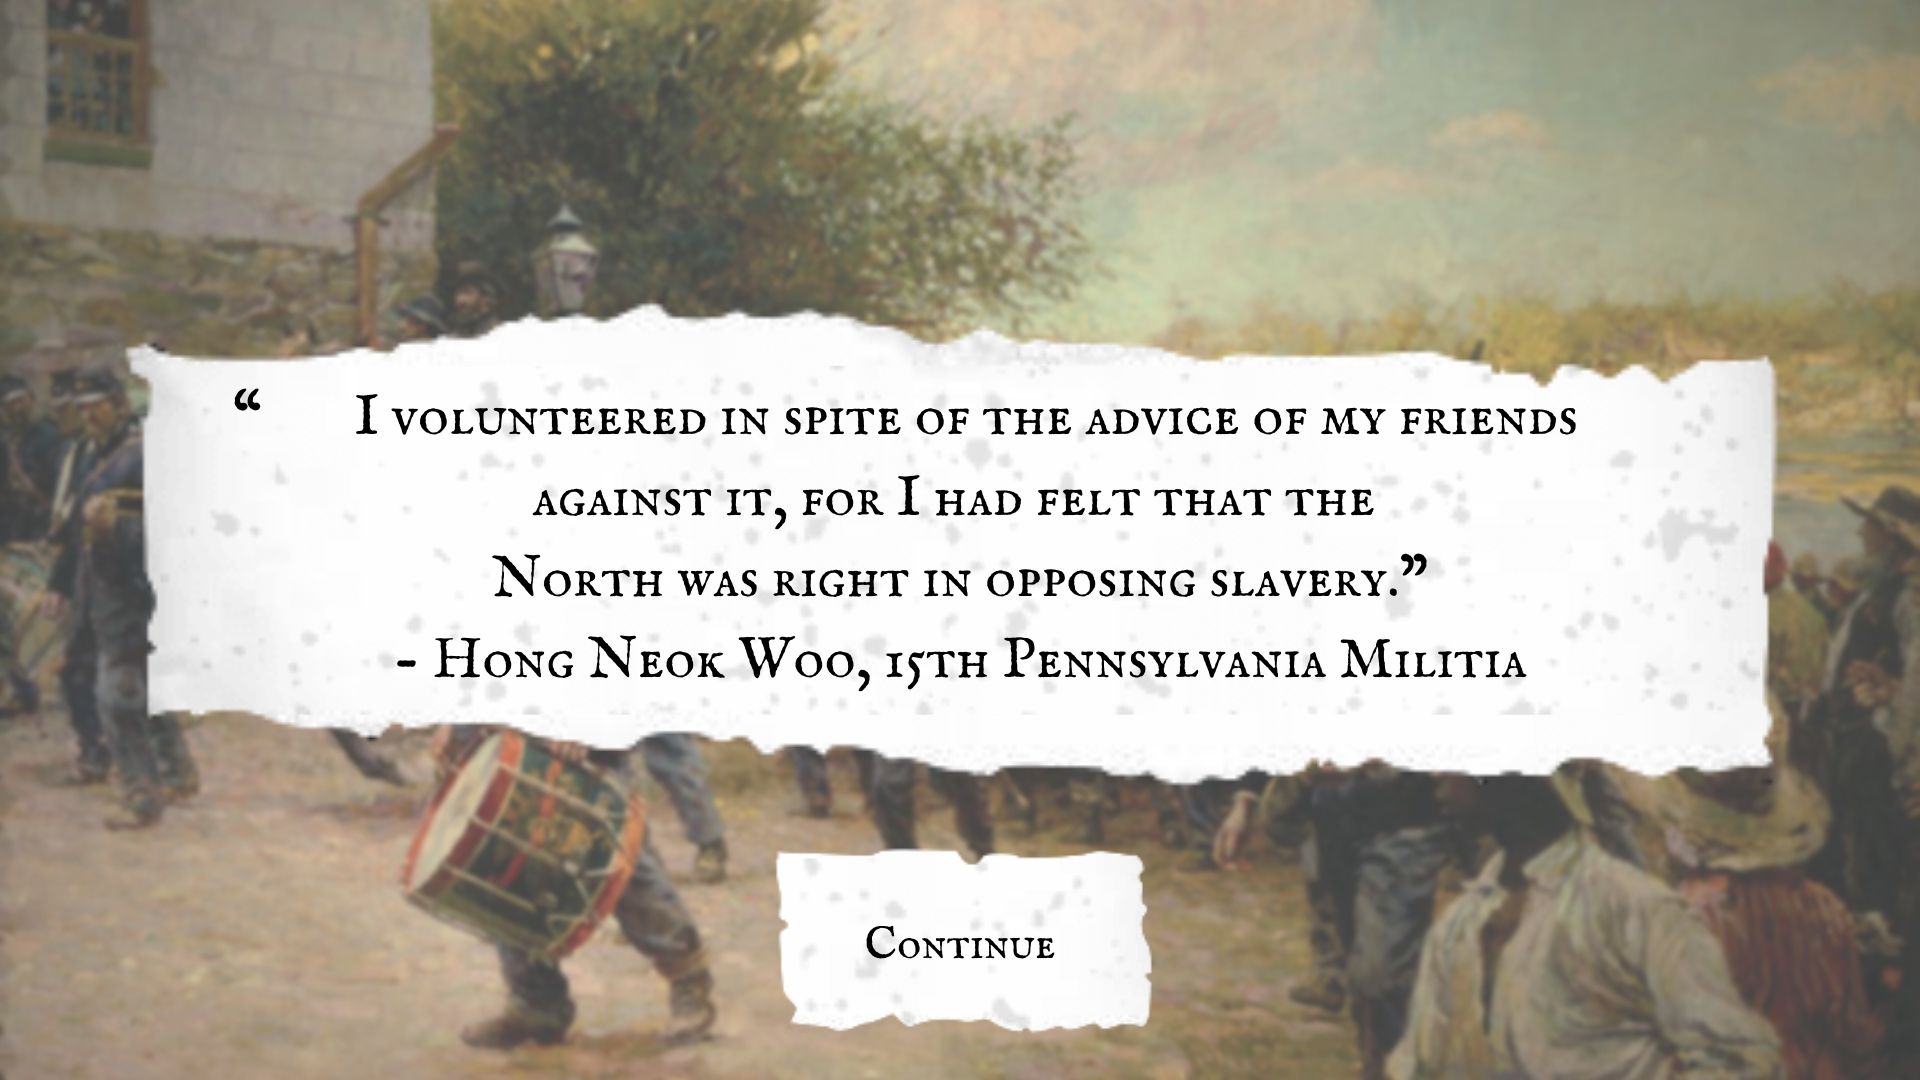 “ I volunteered in spite of the advice of my friends
against it, for I had felt that the
North was right in opposing slavery.”
- Hong Neok Woo, 15th Pennsylvania Militia
Continue